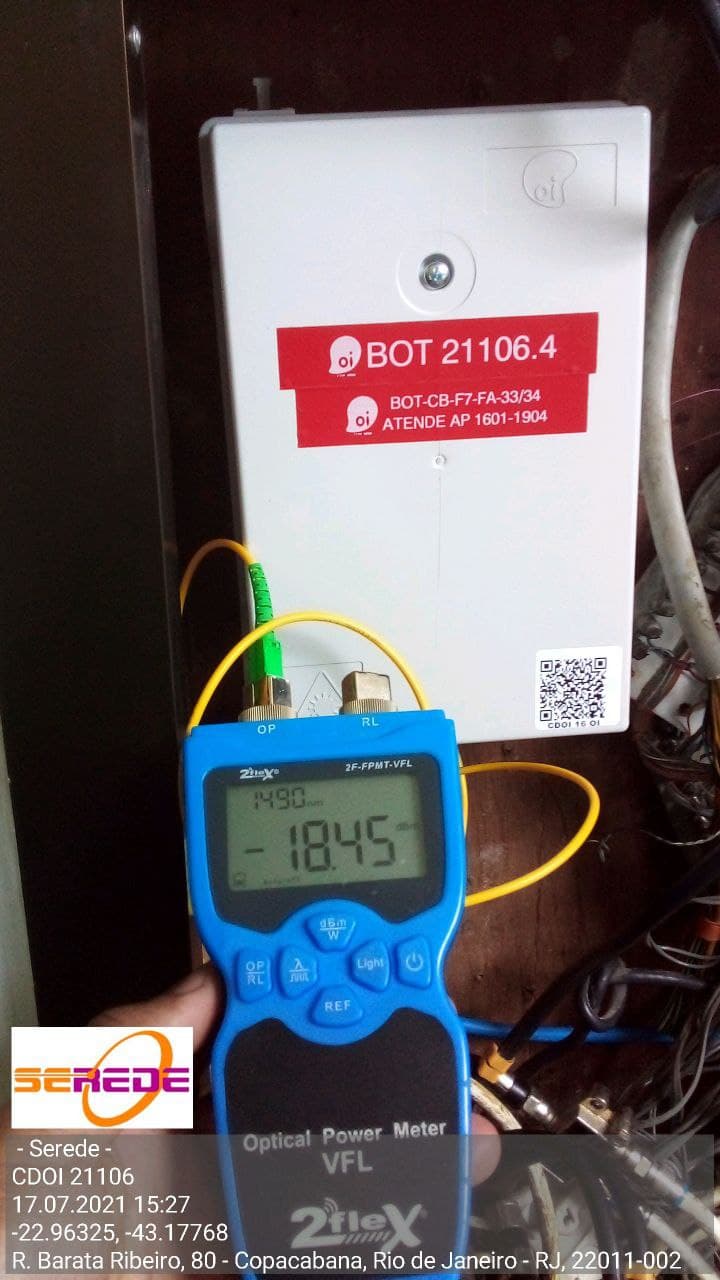 oi
oi BOT 21106.4
oi BOT-CB-F7-FA-33/34
ATENDE AP 1601-1904
CDOI 16 OI
OP
RL
2flex
2F-FPMT-VFL
1490nm
-18.45 dBm
dBm
W
OP
RL
λ
Light
REF
Optical Power Meter
VFL
2flex
SEREDE
- Serede -
CDOI 21106
17.07.2021 15:27
-22.96325, -43.17768
R. Barata Ribeiro, 80 - Copacabana, Rio de Janeiro - RJ, 22011-002